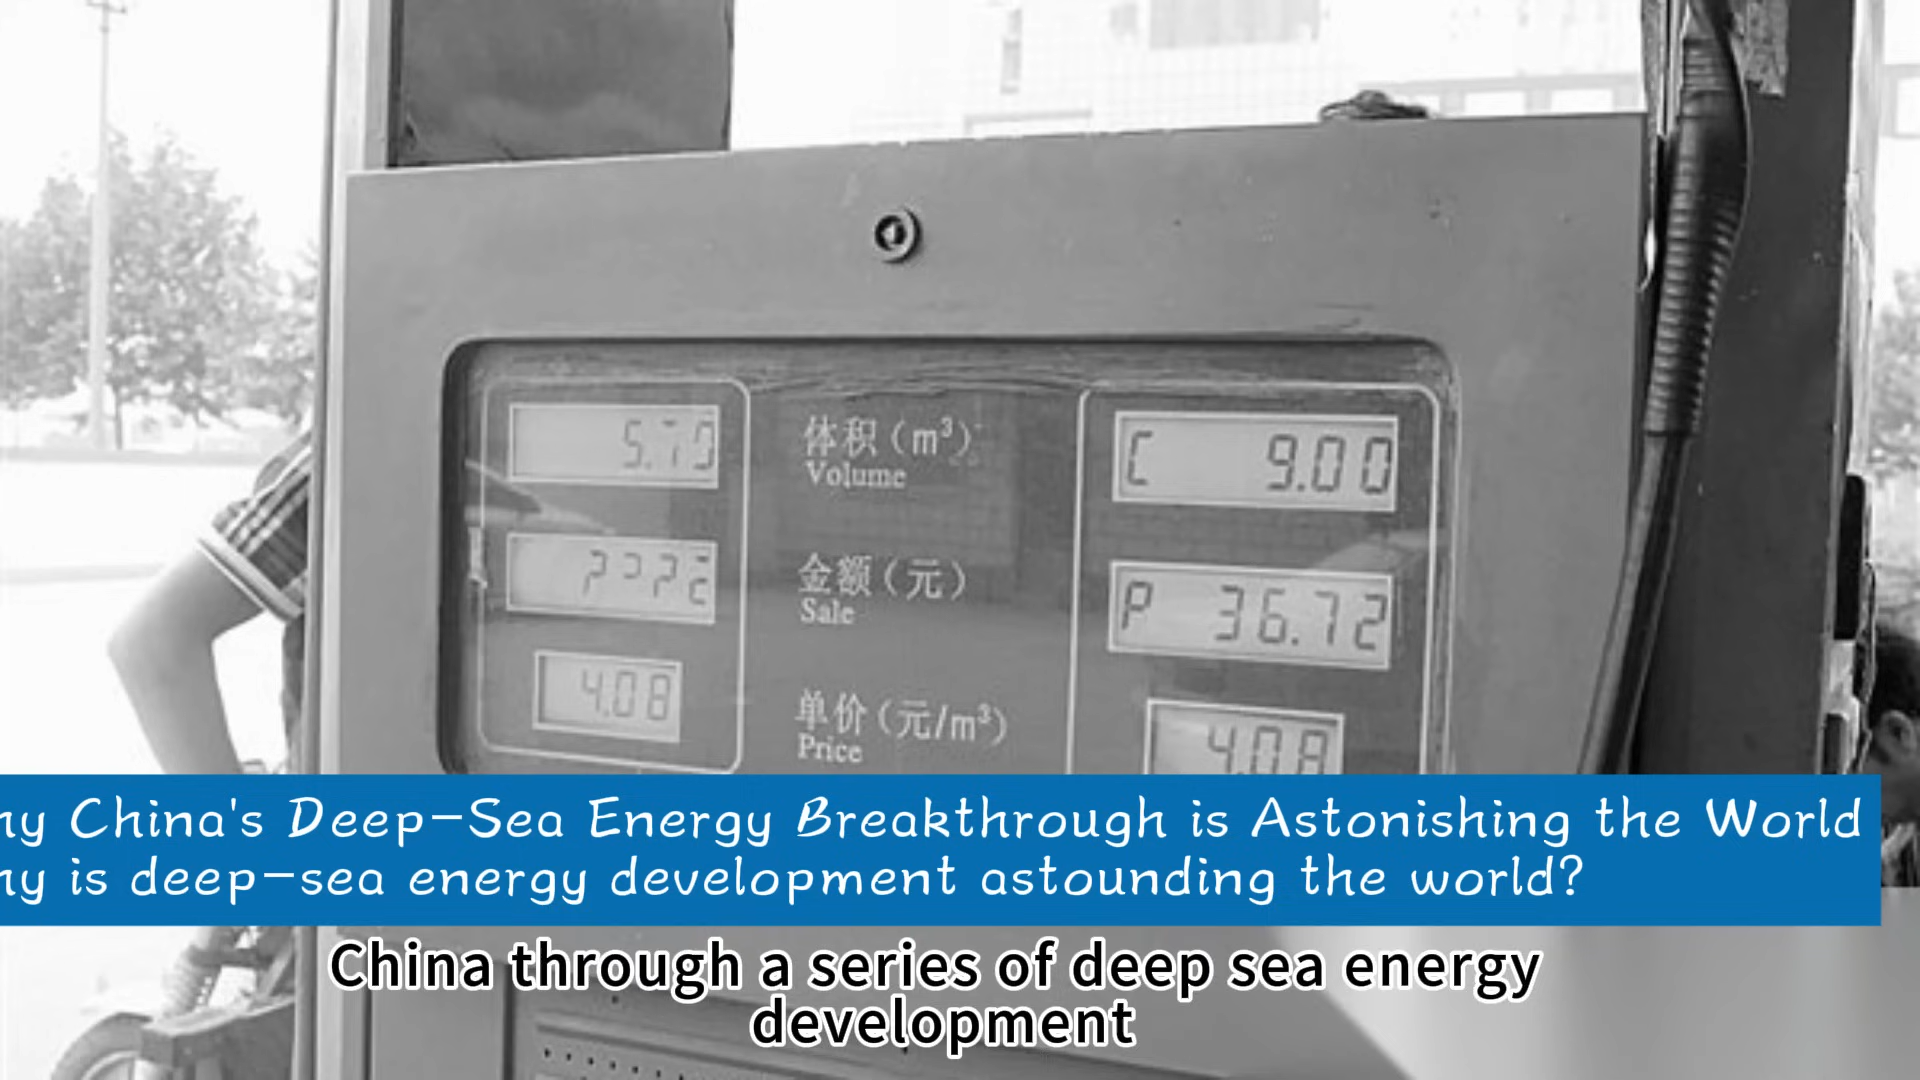 体积（m³）
Volume
C 9.00
金额（元）
Sale
P 36.72
4.08
单价（元/m³）
Price
4.08
China's Deep-Sea Energy Breakthrough is Astonishing the World
is deep-sea energy development astounding the world?
China through a series of deep sea energy
development